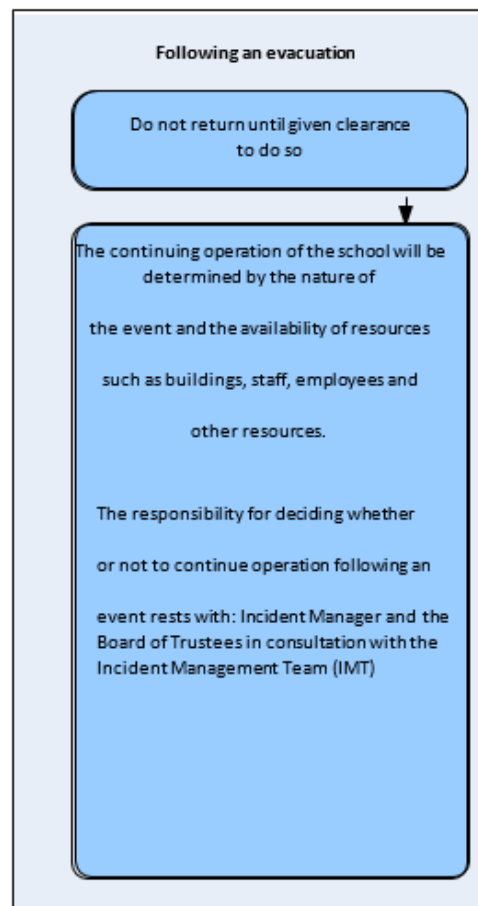 Following an evacuation
Do not return until given clearance
to do so
The continuing operation of the school will be
determined by the nature of
the event and the availability of resources
such as buildings, staff, employees and
other resources.
The responsibility for deciding whether
or not to continue operation following an
event rests with: Incident Manager and the
Board of Trustees in consultation with the
Incident Management Team (IMT)